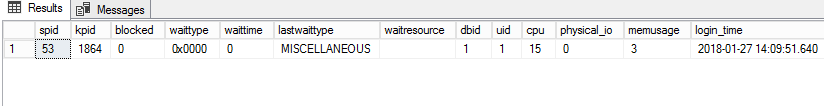 Results Messages
spid kpid blocked waittype waittime lastwaittype waitresource dbid uid cpu physical_io memusage login_time
1 53 1864 0 0x0000 0 MISCELLANEOUS 1 1 15 0 3 2018-01-27 14:09:51.640